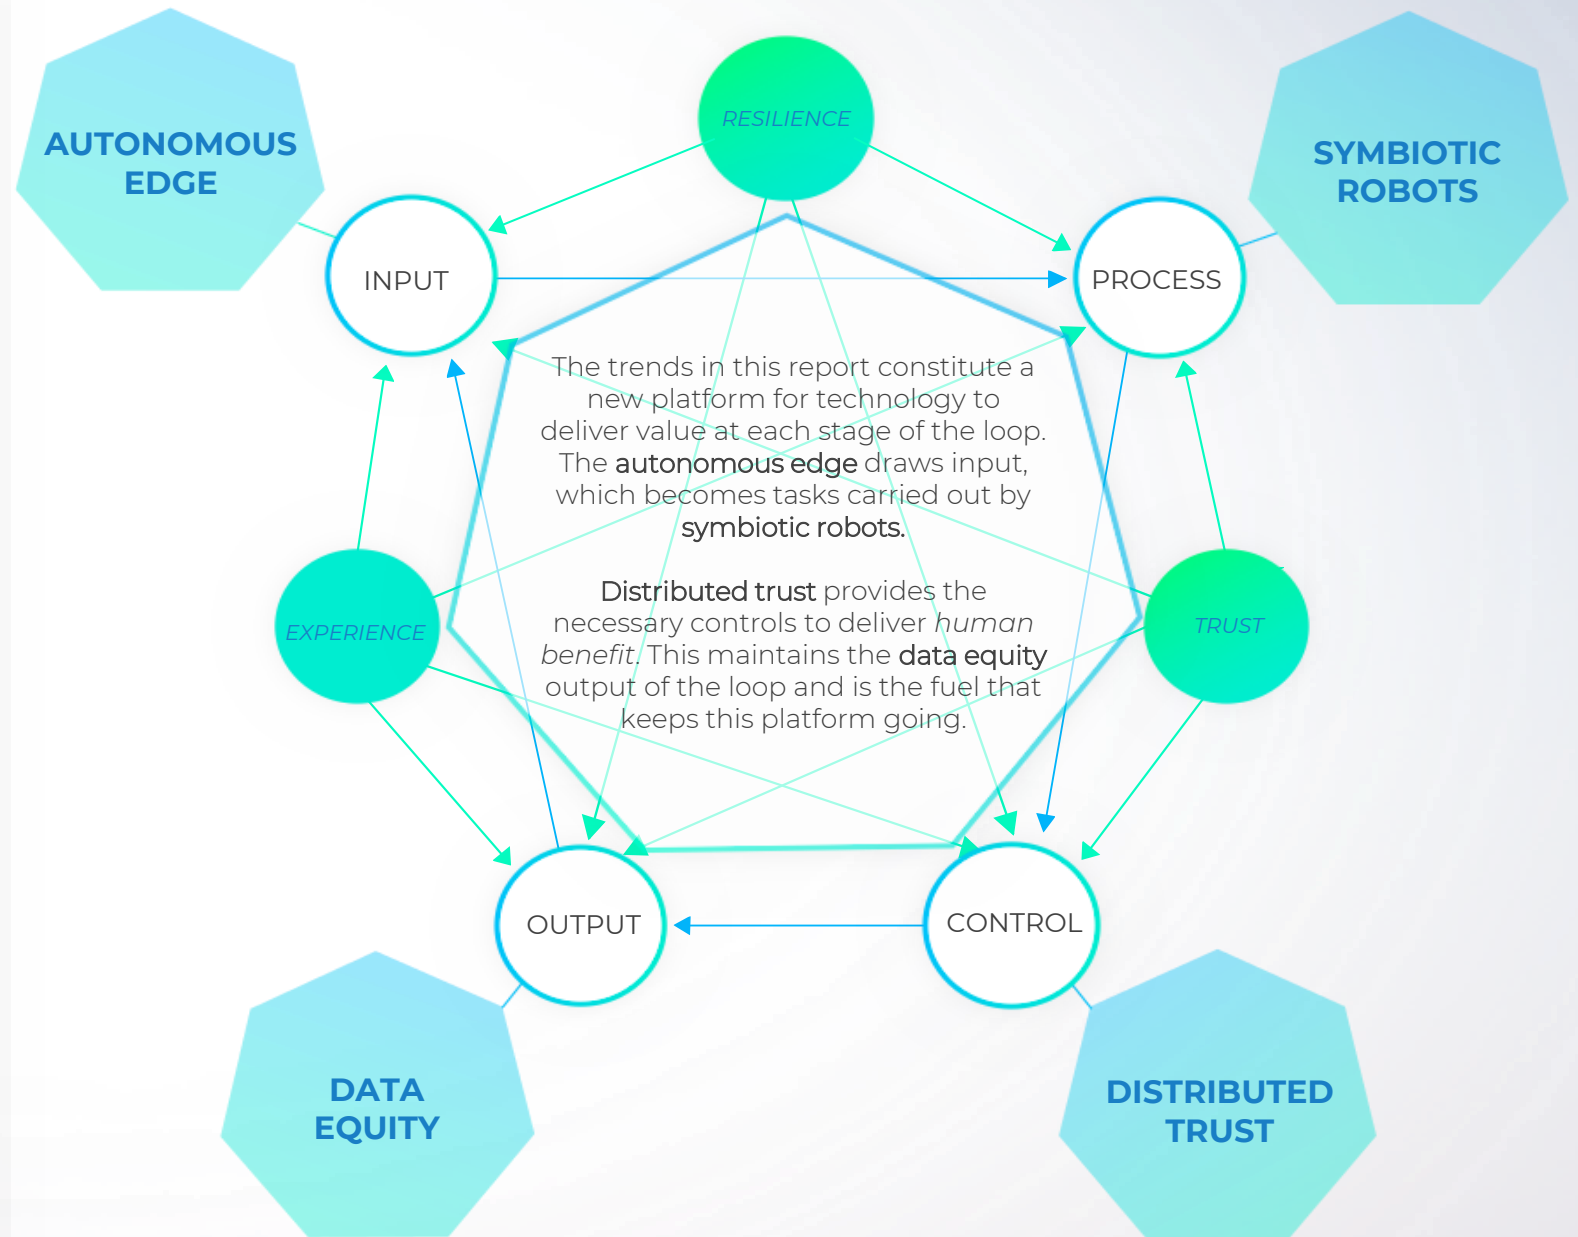 RESILIENCE
AUTONOMOUS
EDGE
SYMBIOTIC
ROBOTS
INPUT
PROCESS
The trends in this report constitute a
new platform for technology to
deliver value at each stage of the loop.
The autonomous edge draws input,
which becomes tasks carried out by
symbiotic robots.
Distributed trust provides the
necessary controls to deliver human
benefit. This maintains the data equity
output of the loop and is the fuel that
keeps this platform going.
EXPERIENCE
TRUST
OUTPUT
CONTROL
DATA
EQUITY
DISTRIBUTED
TRUST